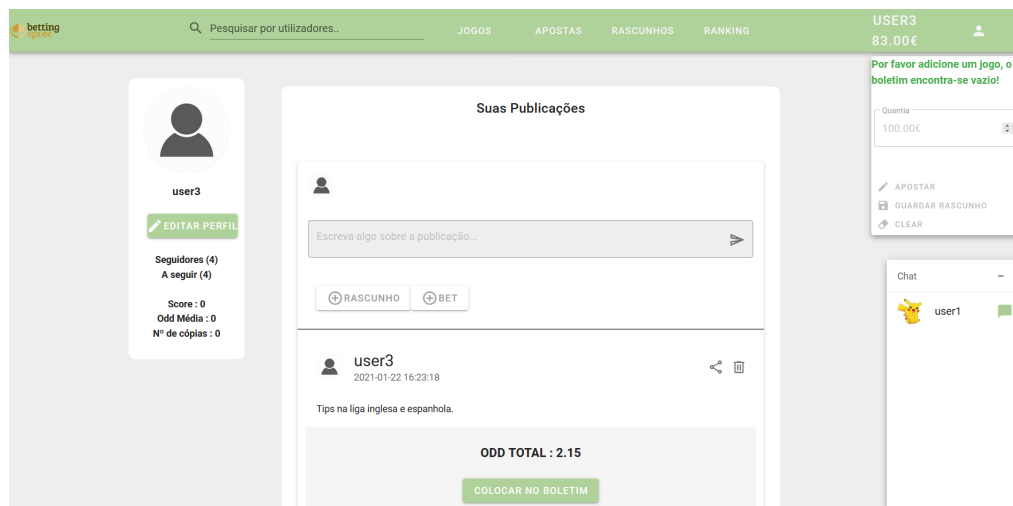 betting
spree
Pesquisar por utilizadores..
JOGOS
APOSTAS
RASCUNHOS
RANKING
USER3
83.00€
Por favor adicione um jogo, o
boletim encontra-se vazio!
Quantia
100.00€
APOSTAR
GUARDAR RASCUNHO
CLEAR
user3
EDITAR PERFIL
Seguidores (4)
A seguir (4)
Score : 0
Odd Média : 0
Nº de cópias : 0
Suas Publicações
Escreva algo sobre a publicação...
RASCUNHO
BET
user3
2021-01-22 16:23:18
Tips na liga inglesa e espanhola.
ODD TOTAL : 2.15
COLOCAR NO BOLETIM
Chat
user1